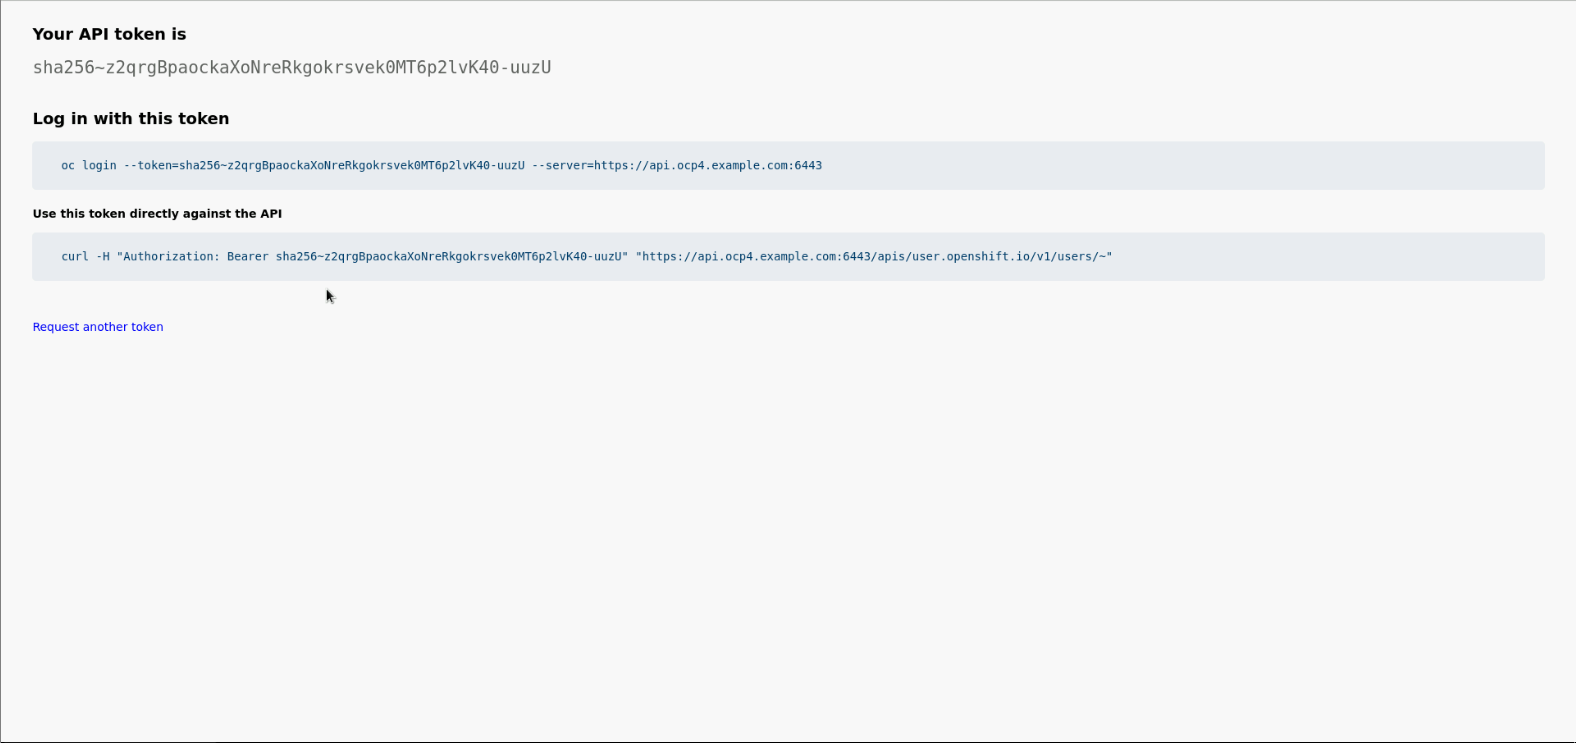 Your API token is
sha256~z2qrgBpaockaXoNreRkgokrsvek0MT6p2lvK40-uuzU
Log in with this token
oc login --token=sha256~z2qrgBpaockaXoNreRkgokrsvek0MT6p2lvK40-uuzU --server=https://api.ocp4.example.com:6443
Use this token directly against the API
curl -H "Authorization: Bearer sha256~z2qrgBpaockaXoNreRkgokrsvek0MT6p2lvK40-uuzU" "https://api.ocp4.example.com:6443/apis/user.openshift.io/v1/users/~"
Request another token